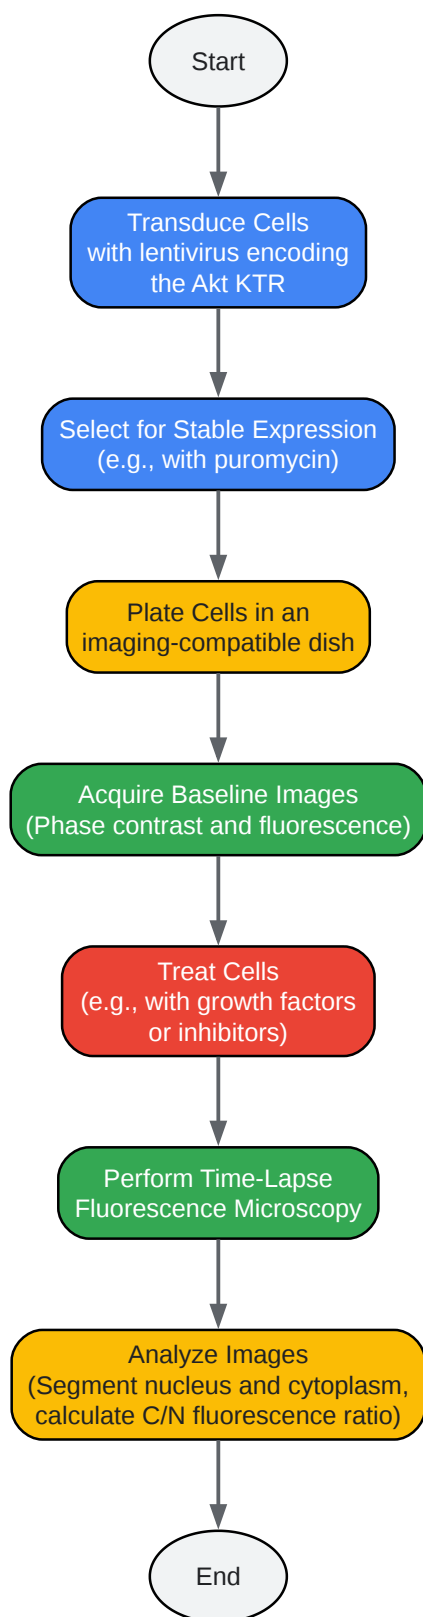 Start
Transduce Cells
with lentivirus encoding
the Akt KTR
Select for Stable Expression
(e.g., with puromycin)
Plate Cells in an
imaging-compatible dish
Acquire Baseline Images
(Phase contrast and fluorescence)
Treat Cells
(e.g., with growth factors
or inhibitors)
Perform Time-Lapse
Fluorescence Microscopy
Analyze Images
(Segment nucleus and cytoplasm,
calculate C/N fluorescence ratio)
End